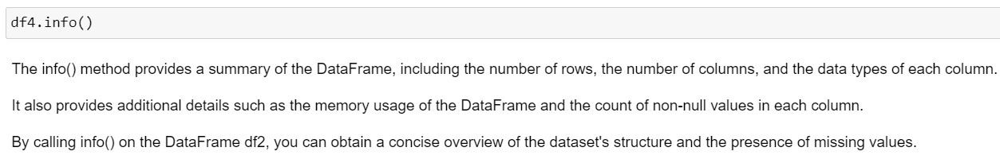 df4.info()
The info() method provides a summary of the DataFrame, including the number of rows, the number of columns, and the data types of each column.
It also provides additional details such as the memory usage of the DataFrame and the count of non-null values in each column.
By calling info() on the DataFrame df2, you can obtain a concise overview of the dataset's structure and the presence of missing values.